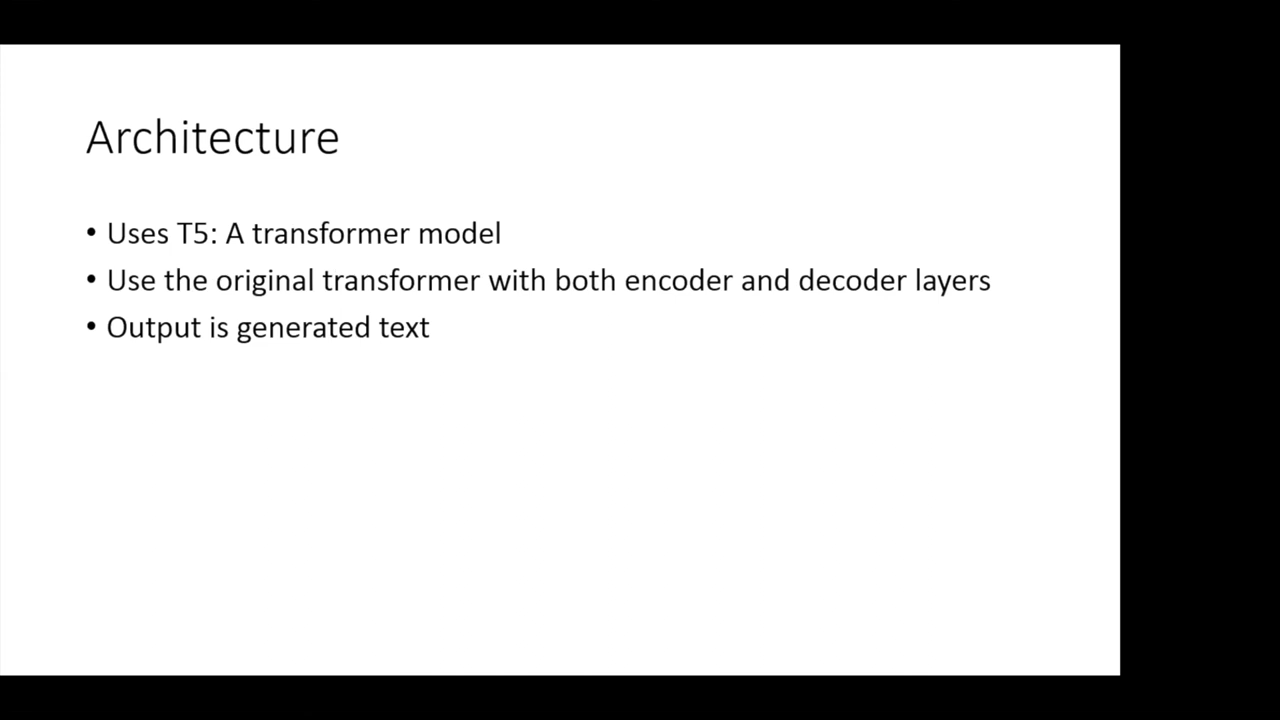 Architecture
• Uses T5: A transformer model
• Use the original transformer with both encoder and decoder layers
• Output is generated text